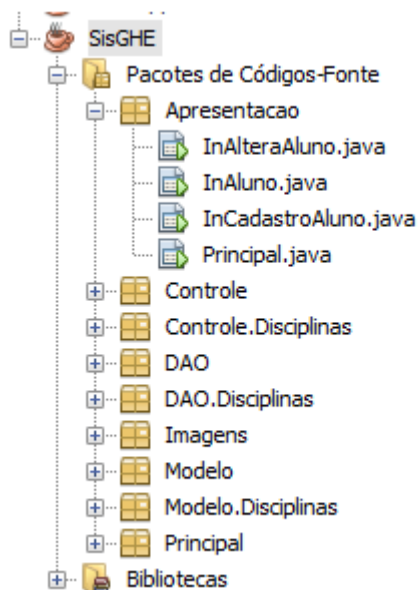 SisGHE
Pacotes de Códigos-Fonte
Apresentacao
InAlteraAluno.java
InAluno.java
InCadastroAluno.java
Principal.java
Controle
Controle.Disciplinas
DAO
DAO.Disciplinas
Imagens
Modelo
Modelo.Disciplinas
Principal
Bibliotecas